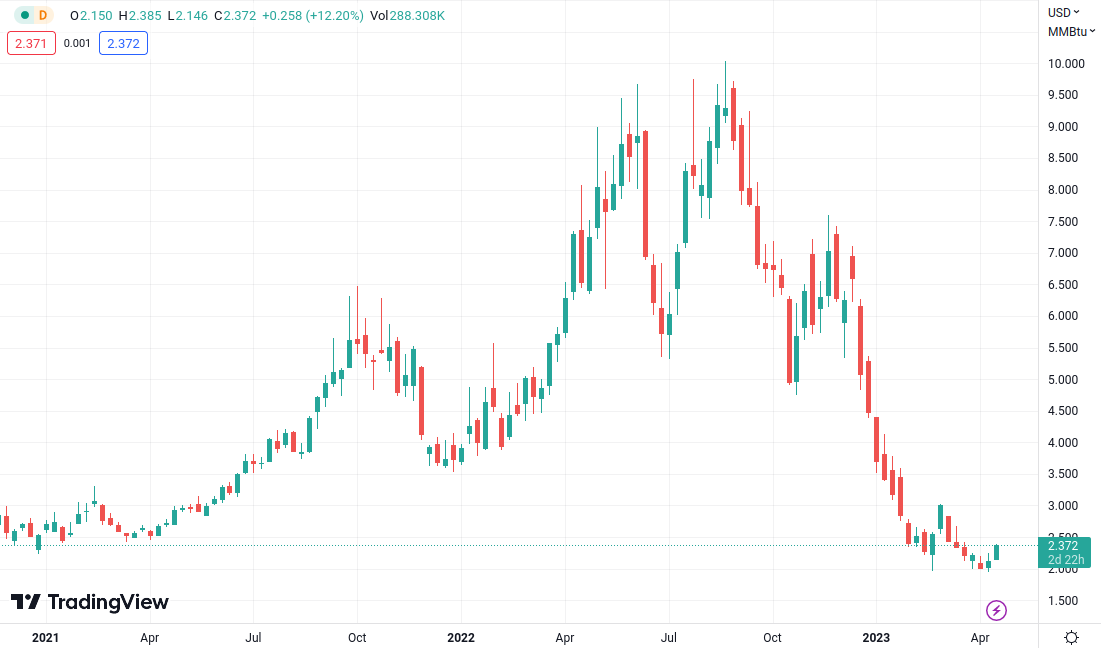 D O2.150 H2.385 L2.146 C2.372 +0.258 (+12.20%) Vol288.308K
2.371 0.001 2.372
USD
MMBtu
10.000
9.500
9.000
8.500
8.000
7.500
7.000
6.500
6.000
5.500
5.000
4.500
4.000
3.500
3.000
2.500
2.372
2d 22h
2.000
1.500
TradingView
2021 Apr Jul Oct 2022 Apr Jul Oct 2023 Apr